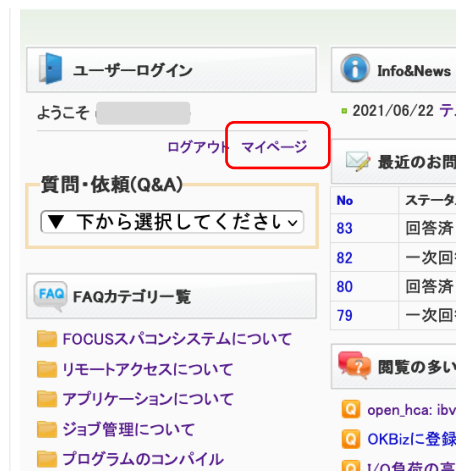 ユーザーログイン
ようこそ
ログアウト マイページ
質問・依頼(Q&A)
▼ 下から選択してください
FAQ FAQカテゴリ一覧
FOCUSスパコンシステムについて
リモートアクセスについて
アプリケーションについて
ジョブ管理について
プログラムのコンパイル
Info&News
2021/06/22 テ
最近のお問
No ステータ
83 回答済
82 一次回
80 回答済
79 一次回
閲覧の多い
open_hca: ibv
OKBizに登録
I/O負荷の高